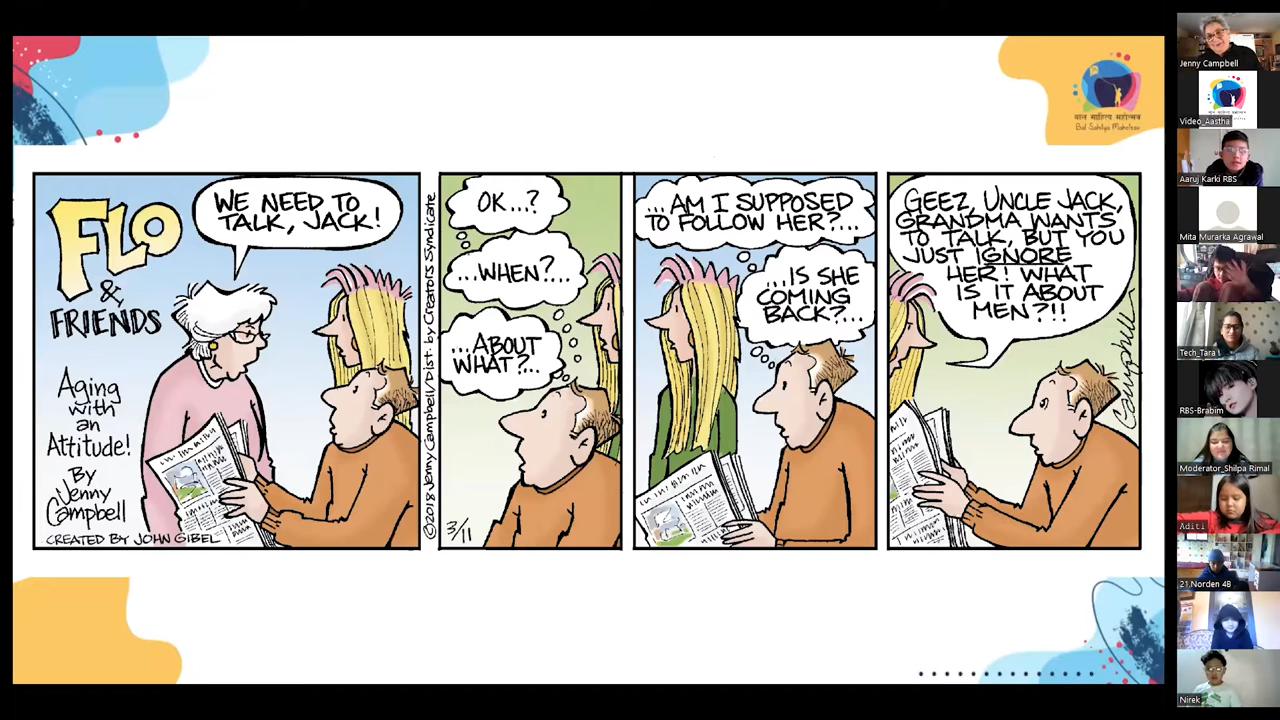 बाल साहित्य महोत्सव
Bal Sahitya Mahotsav
FLO
&
FRIENDS
Aging
with
an
Attitude!
By
Jenny
Campbell
CREATED BY JOHN GIBEL
WE NEED TO
TALK, JACK!
©2018 Jenny Campbell/Dist. by Creators Syndicate
OK...?
...WHEN?...
...ABOUT
WHAT?...
3/11
...AM I SUPPOSED
TO FOLLOW HER?...
...IS SHE
COMING
BACK?...
GEEZ, UNCLE JACK,
GRANDMA WANTS
TO TALK, BUT YOU
JUST IGNORE
HER! WHAT
IS IT ABOUT
MEN?!!
Campbell
Jenny Campbell
Video_Aastha
Aaruj Karki RBS
Mita Murarka Agrawal
Tech_Tara
RBS-Brabim
Moderator_Shilpa Rimal
Aditi
21 Norden 4B
Nirek